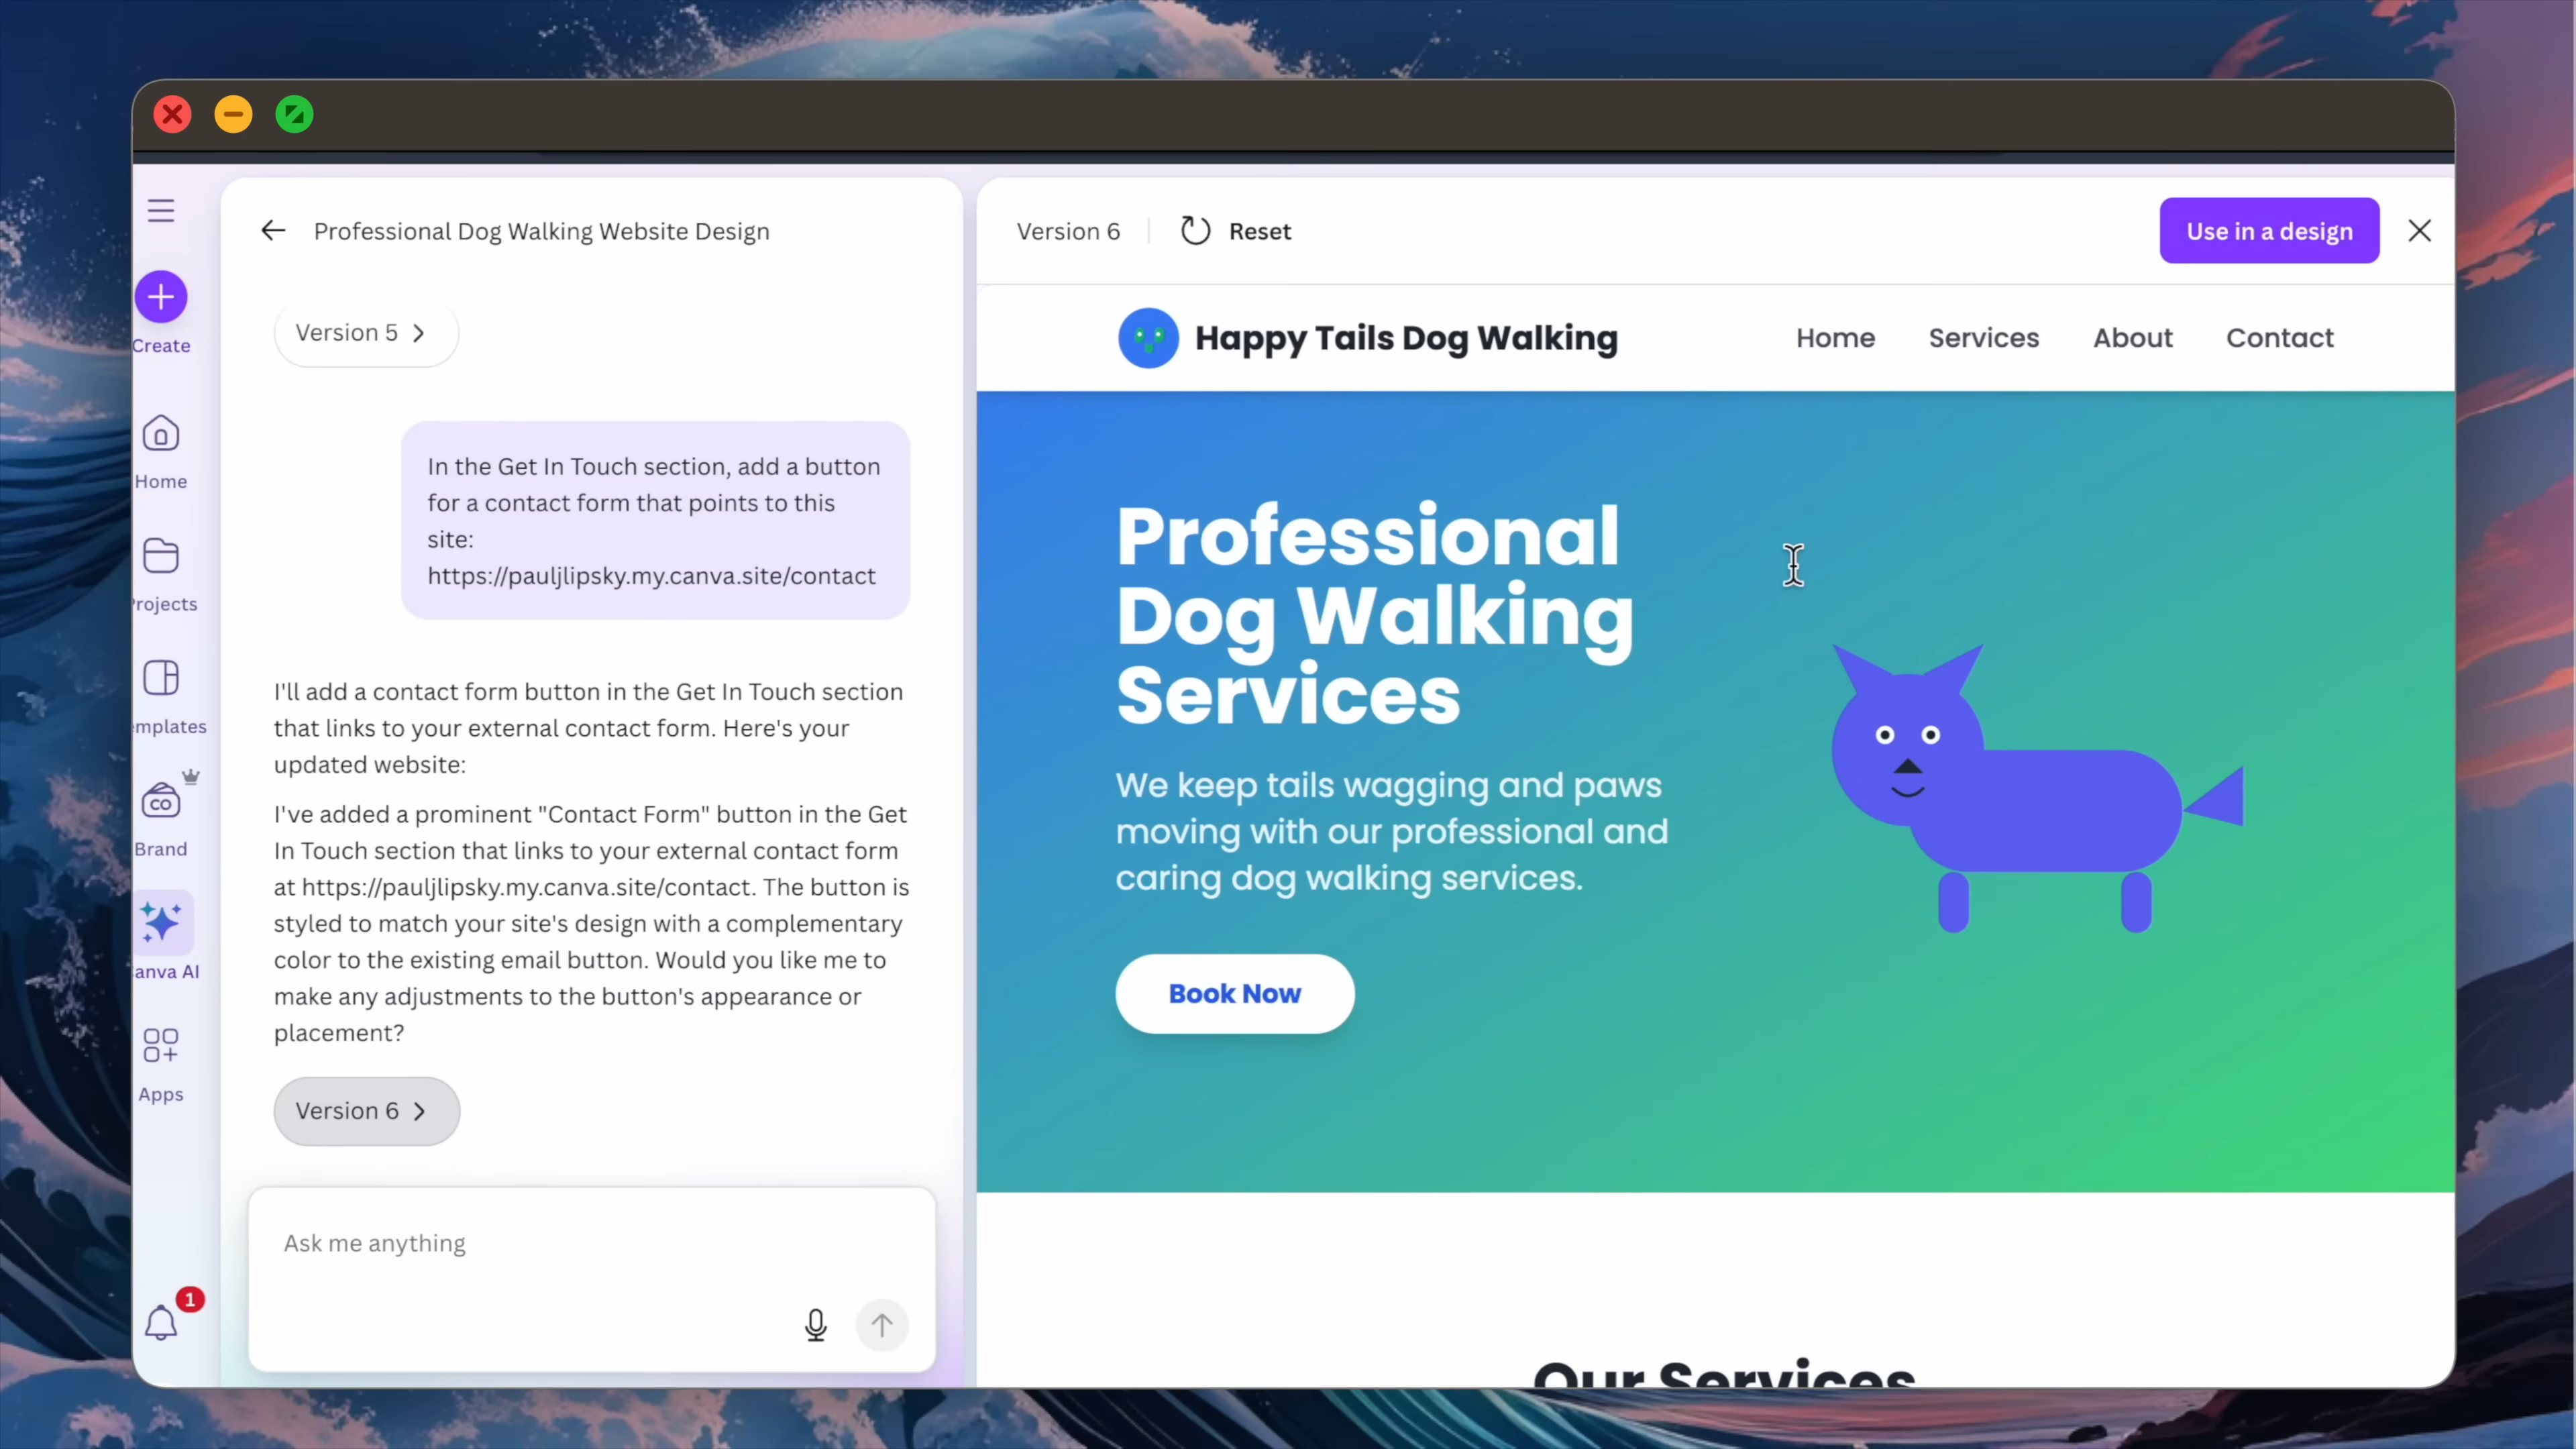 Create
Home
Projects
Templates
CO
Brand
Canva AI
Apps
1
Professional Dog Walking Website Design
Version 5
In the Get In Touch section, add a button
for a contact form that points to this
site:
https://pauljlipsky.my.canva.site/contact
I'll add a contact form button in the Get In Touch section
that links to your external contact form. Here's your
updated website:
I've added a prominent "Contact Form" button in the Get
In Touch section that links to your external contact form
at https://pauljlipsky.my.canva.site/contact. The button is
styled to match your site's design with a complementary
color to the existing email button. Would you like me to
make any adjustments to the button's appearance or
placement?
Version 6
Ask me anything
Version 6
Reset
Use in a design
Happy Tails Dog Walking
Home
Services
About
Contact
Professional
Dog Walking
Services
We keep tails wagging and paws
moving with our professional and
caring dog walking services.
Book Now
Our Services